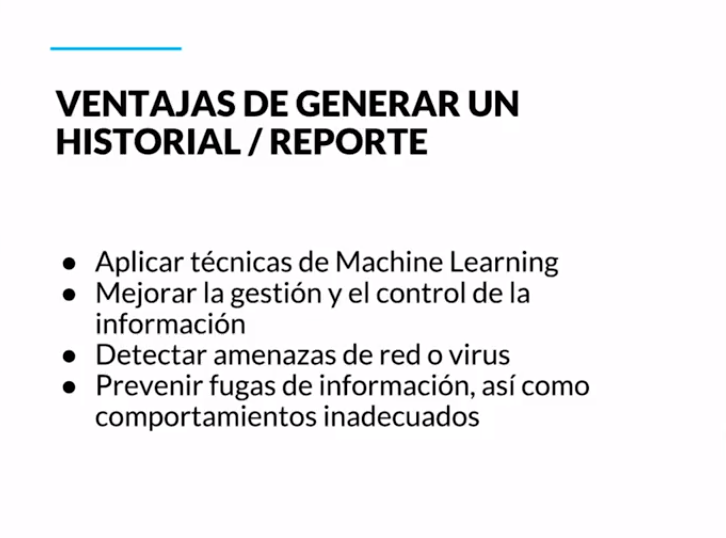 VENTAJAS DE GENERAR UN
HISTORIAL / REPORTE
● Aplicar técnicas de Machine Learning
● Mejorar la gestión y el control de la
información
● Detectar amenazas de red o virus
● Prevenir fugas de información, así como
comportamientos inadecuados